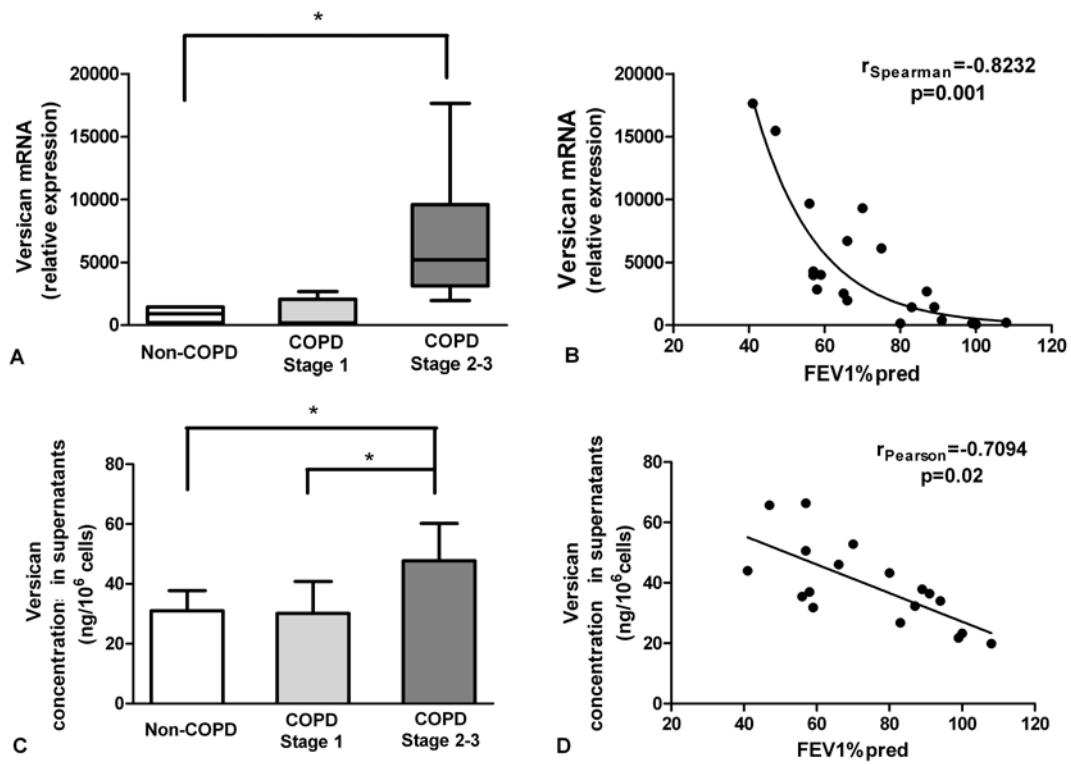 *
20000
15000
10000
5000
0
Versican mRNA
(relative expression)
Non-COPD
COPD
Stage 1
COPD
Stage 2-3
A
rSpearman=-0.8232
p=0.001
20000
15000
10000
5000
0
Versican mRNA
(relative exression)
20 40 60 80 100 120
FEV1%pred
B
*
*
80
60
40
20
0
Versican
concentration: in supernatants
(ng/10⁶ cells)
Non-COPD
COPD
Stage 1
COPD
Stage 2-3
C
rPearson=-0.7094
p=0.02
80
60
40
20
0
Versican
concentration in supernatants
(ng/10⁶cells)
20 40 60 80 100 120
FEV1%pred
D